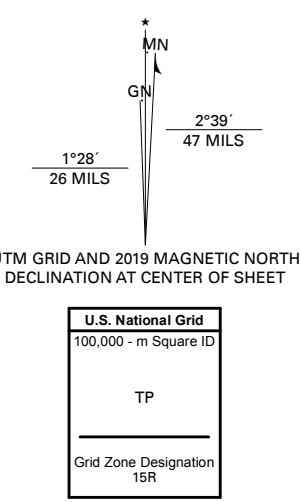 ★
MN
GN
2°39´
47 MILS
1°28´
26 MILS
UTM GRID AND 2019 MAGNETIC NORTH
DECLINATION AT CENTER OF SHEET
U.S. National Grid
100,000 - m Square ID
TP
Grid Zone Designation
15R